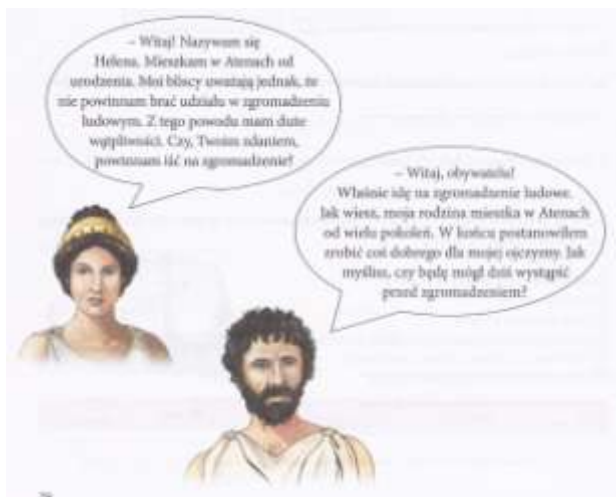 – Witaj! Nazywam się
Helena. Mieszkam w Atenach od
urodzenia. Moi bliscy uważają jednak, że
nie powinnam brać udziału w zgromadzeniu
ludowym. Z tego powodu mam duże
wątpliwości. Czy, Twoim zdaniem,
powinnam iść na zgromadzenie?
– Witaj, obywatelu!
Właśnie idę na zgromadzenie ludowe.
Jak wiesz, moja rodzina mieszka w Atenach
od wielu pokoleń. W końcu postanowiłem
zrobić coś dobrego dla mojej ojczyzny. Jak
myślisz, czy będę mógł dziś wystąpić
przed zgromadzeniem?